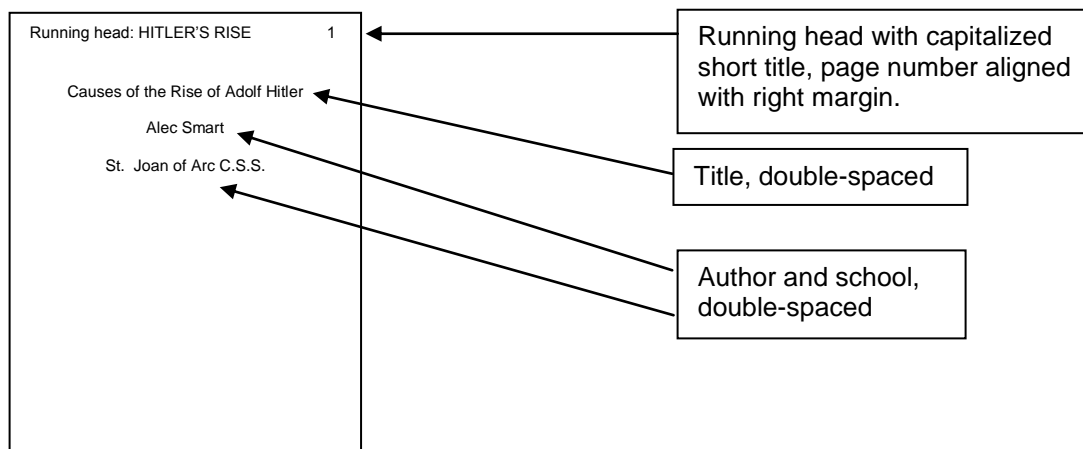 Running head: HITLER'S RISE 1
Causes of the Rise of Adolf Hitler
Alec Smart
St. Joan of Arc C.S.S.
Running head with capitalized
short title, page number aligned
with right margin.
Title, double-spaced
Author and school,
double-spaced